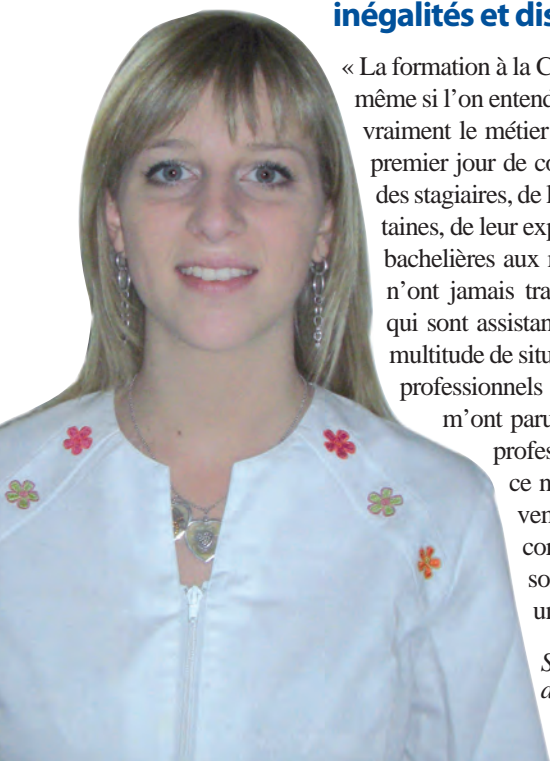 inégalités et dis
« La formation à la C
même si l’on entend
vraiment le métier
premier jour de co
des stagiaires, de l
taines, de leur exp
bachelières aux
n'ont jamais tra
qui sont assistan
multitude de situ
professionnels
m'ont paru
profes
ce
ven
con
so
un
S
a